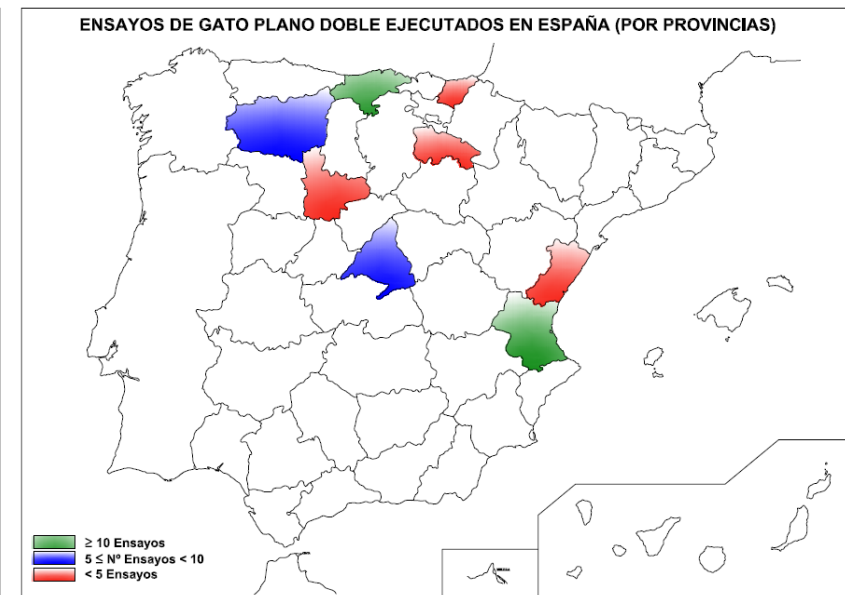 ENSAYOS DE GATO PLANO DOBLE EJECUTADOS EN ESPAÑA (POR PROVINCIAS)
≥ 10 Ensayos
5 ≤ Nº Ensayos < 10
< 5 Ensayos